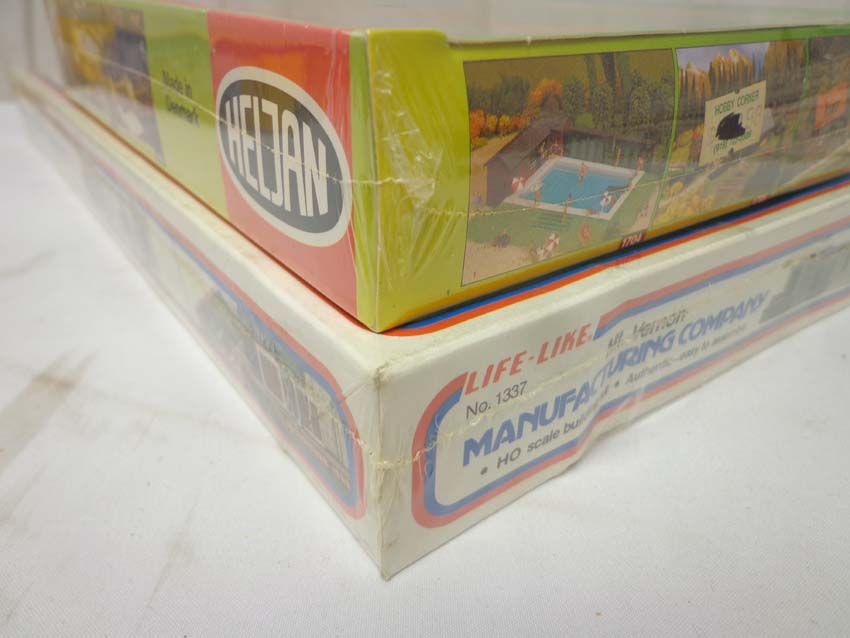 Made in
Denmark
HELJAN
HOBBY CORNER
1704
LIFE-LIKE
No. 1337
Mt. Vernon
MANUFACTURING COMPANY
• HO scale building kit • Authentic-easy to assemble